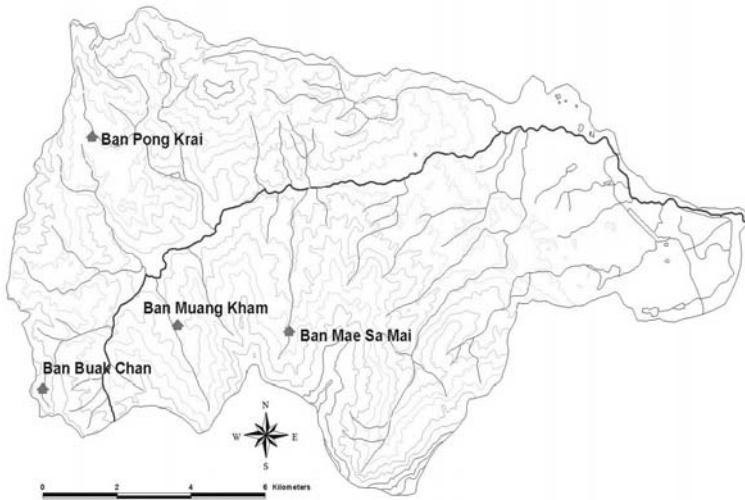 Ban Pong Krai
Ban Muang Kham
Ban Mae Sa Mai
Ban Buak Chan
N
W E
S
0 2 4 6 Kilometers